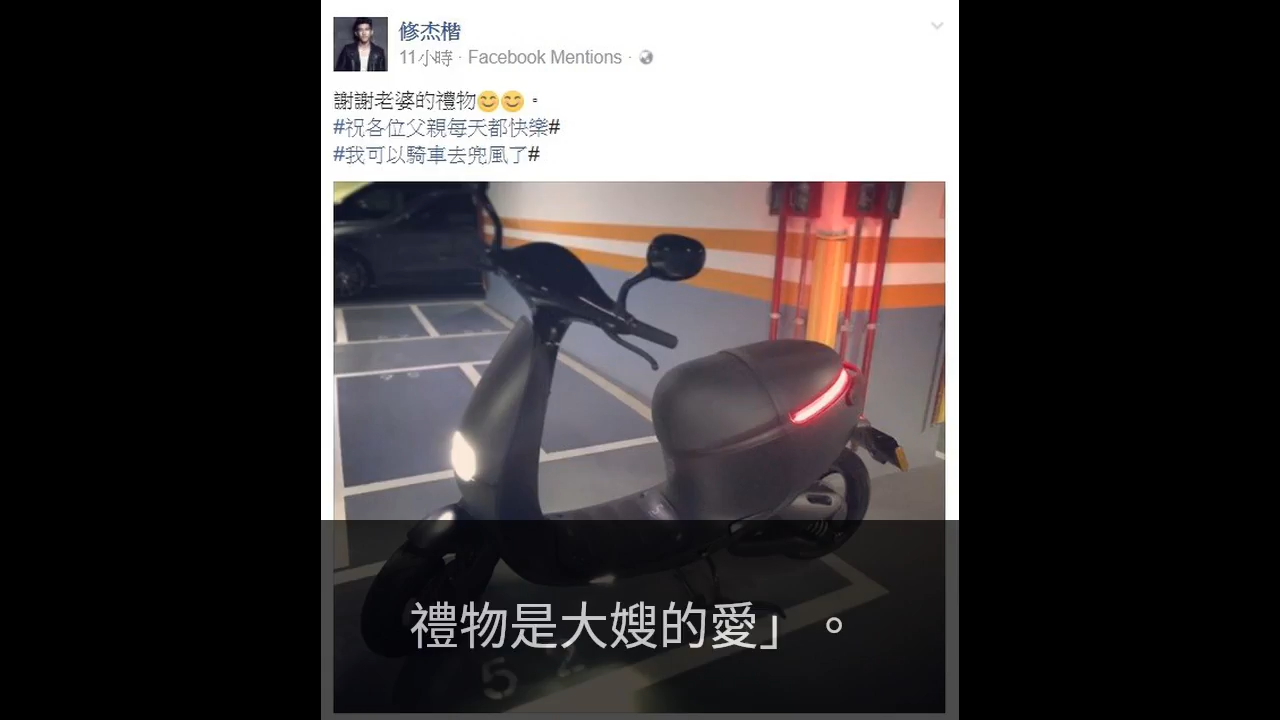 修杰楷
11小時 · Facebook Mentions ·
謝謝老婆的禮物😊😊。
#祝各位父親每天都快樂#
#我可以騎車去兜風了#
禮物是大嫂的愛」。
52